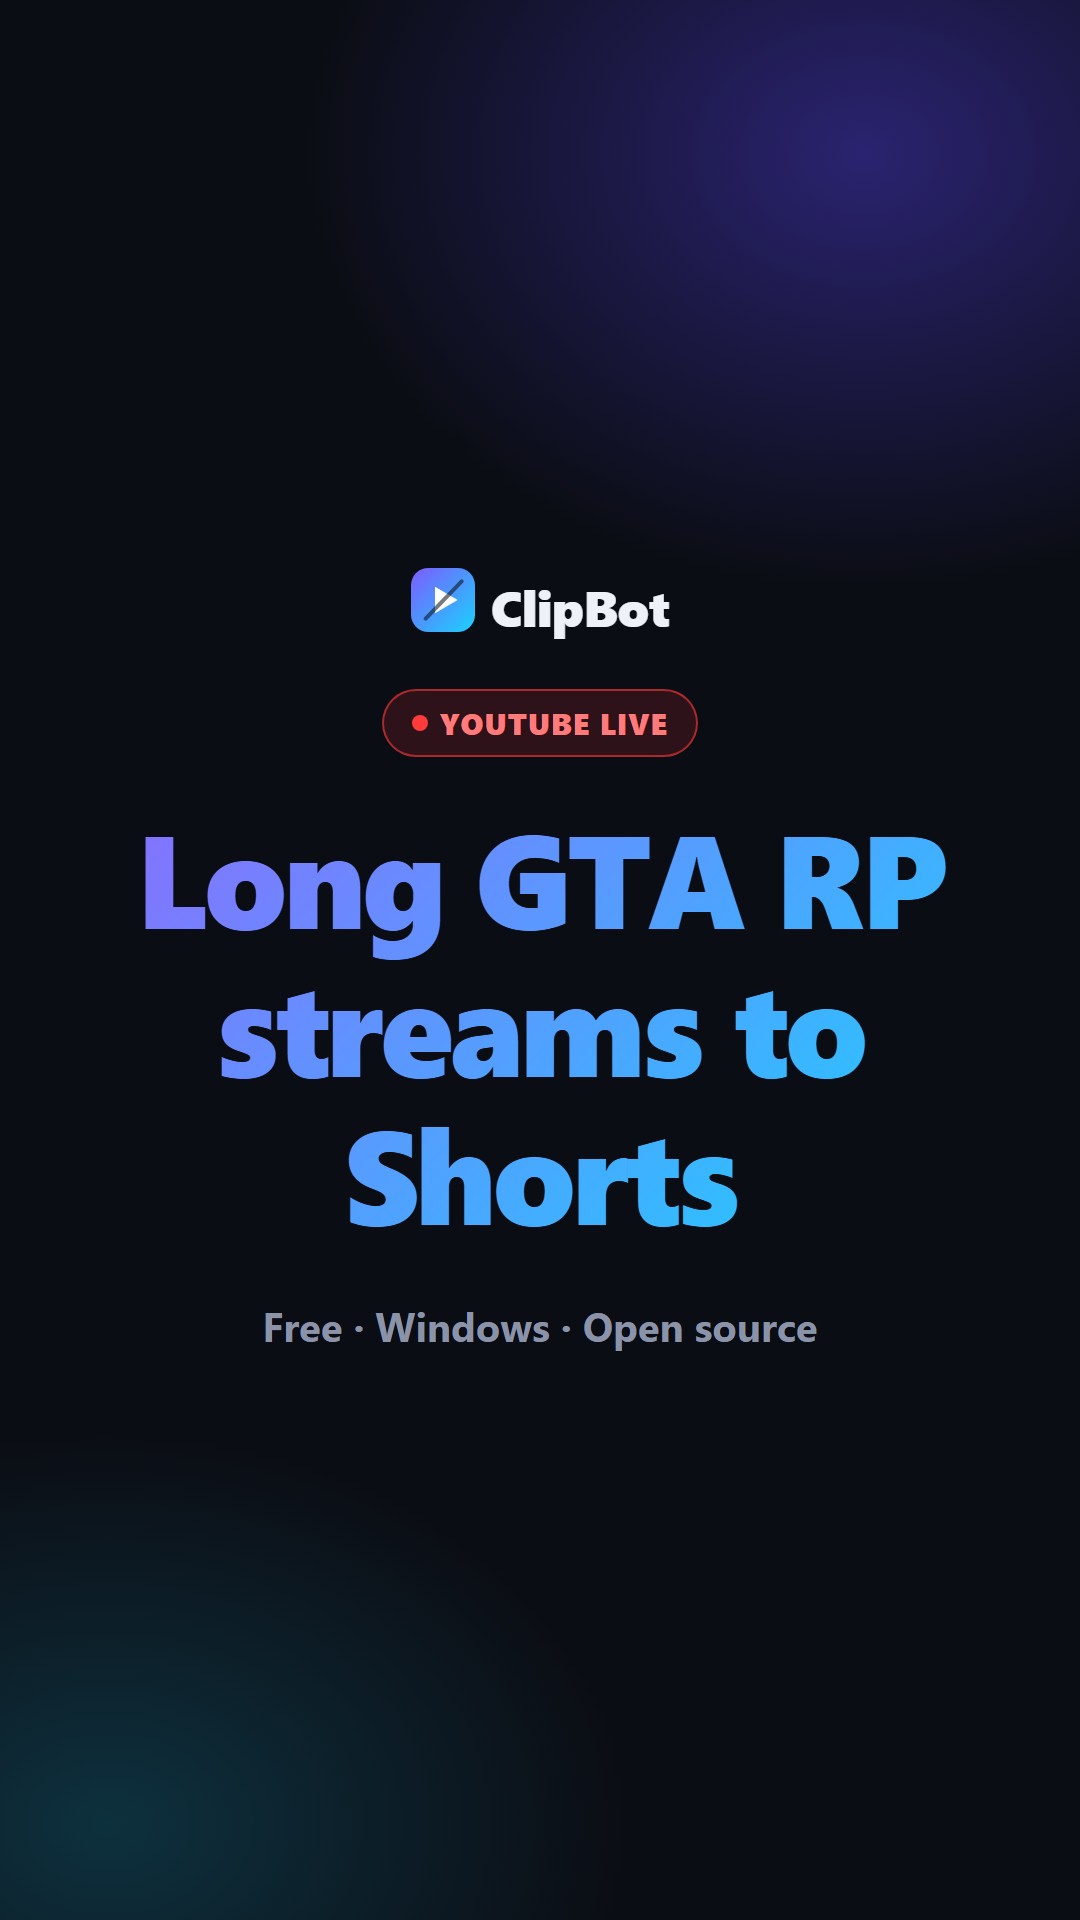 ClipBot
YOUTUBE LIVE
Long GTA RP
streams to
Shorts
Free · Windows · Open source